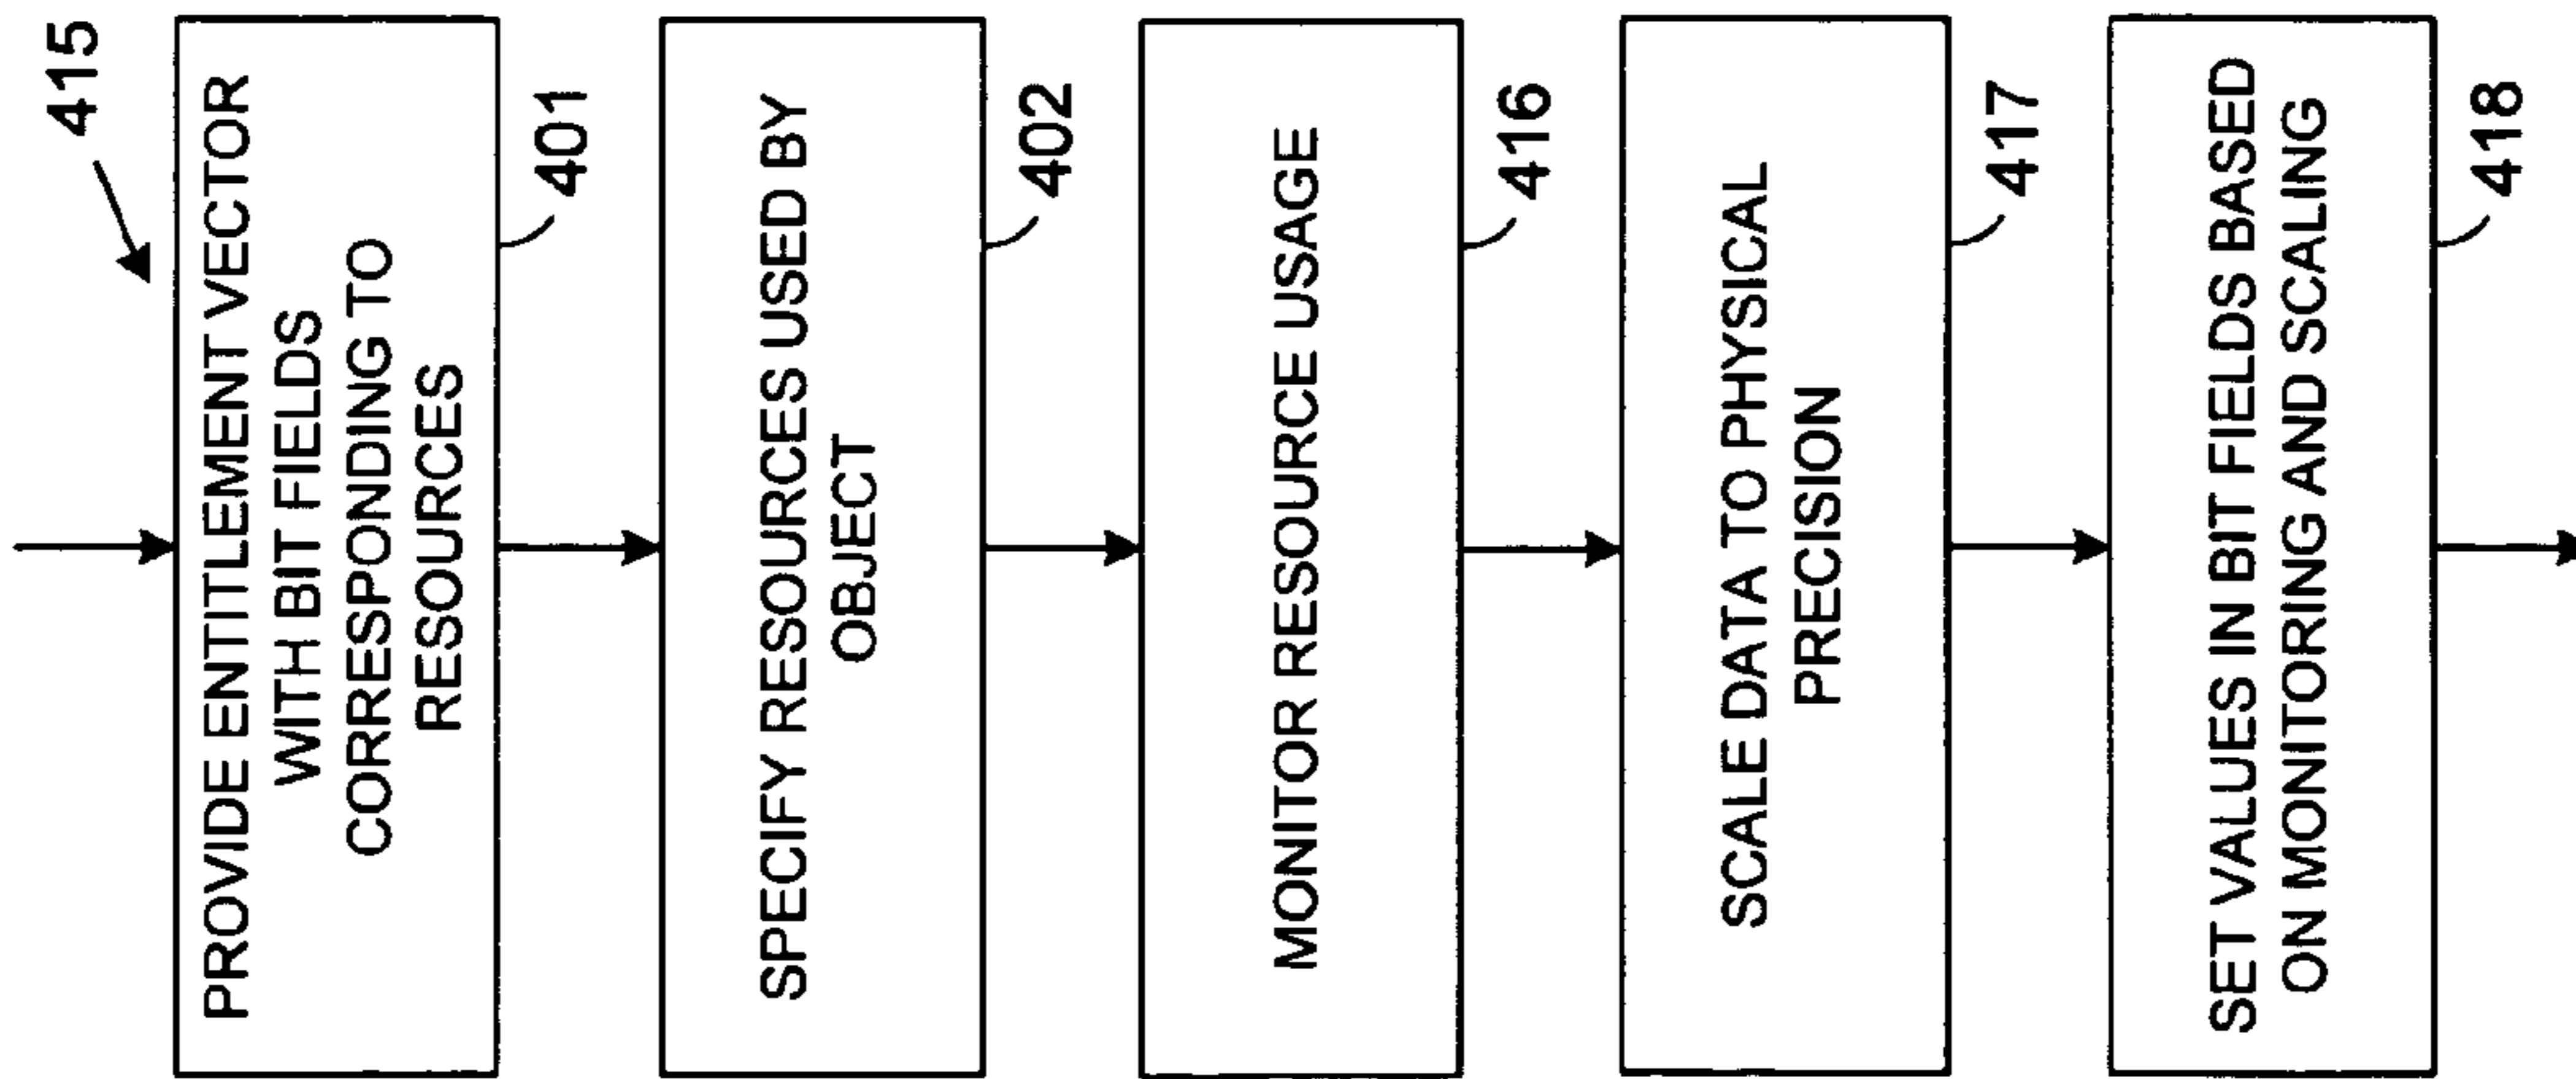 415
PROVIDE ENTITLEMENT VECTOR
WITH BIT FIELDS
CORRESPONDING TO
RESOURCES
401
SPECIFY RESOURCES USED BY
OBJECT
402
MONITOR RESOURCE USAGE
416
SCALE DATA TO PHYSICAL
PRECISION
417
SET VALUES IN BIT FIELDS BASED
ON MONITORING AND SCALING
418